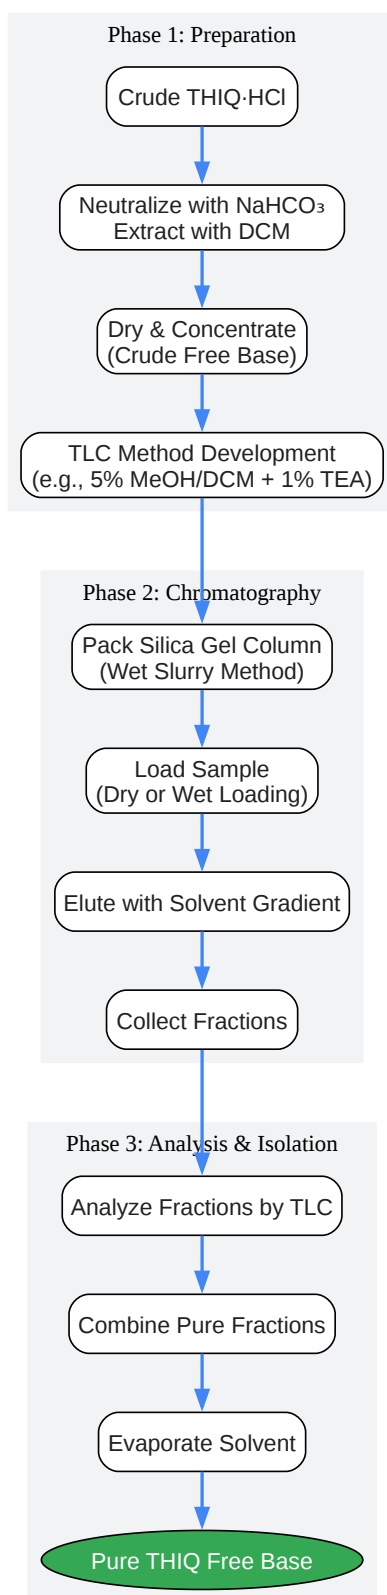 Phase 1: Preparation
Crude THIQ·HCl
Neutralize with NaHCO₃
Extract with DCM
Dry & Concentrate
(Crude Free Base)
TLC Method Development
(e.g., 5% MeOH/DCM + 1% TEA)
Phase 2: Chromatography
Pack Silica Gel Column
(Wet Slurry Method)
Load Sample
(Dry or Wet Loading)
Elute with Solvent Gradient
Collect Fractions
Phase 3: Analysis & Isolation
Analyze Fractions by TLC
Combine Pure Fractions
Evaporate Solvent
Pure THIQ Free Base